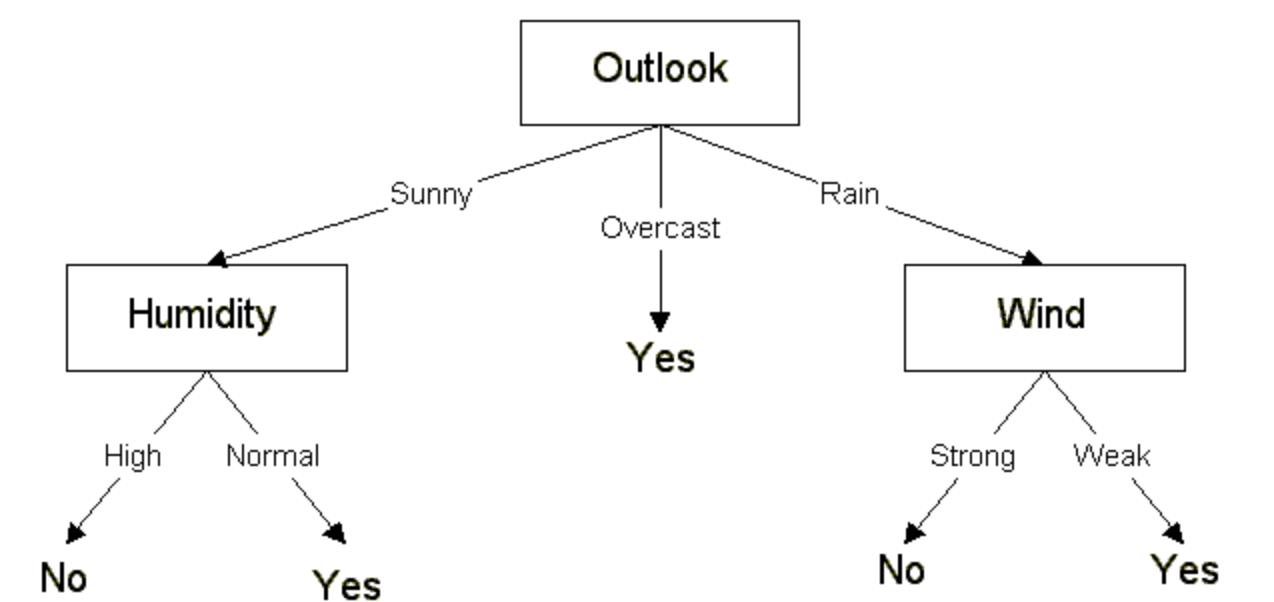 Outlook
Sunny
Overcast
Rain
Humidity
Yes
Wind
High
Normal
Strong
Weak
No
Yes
No
Yes